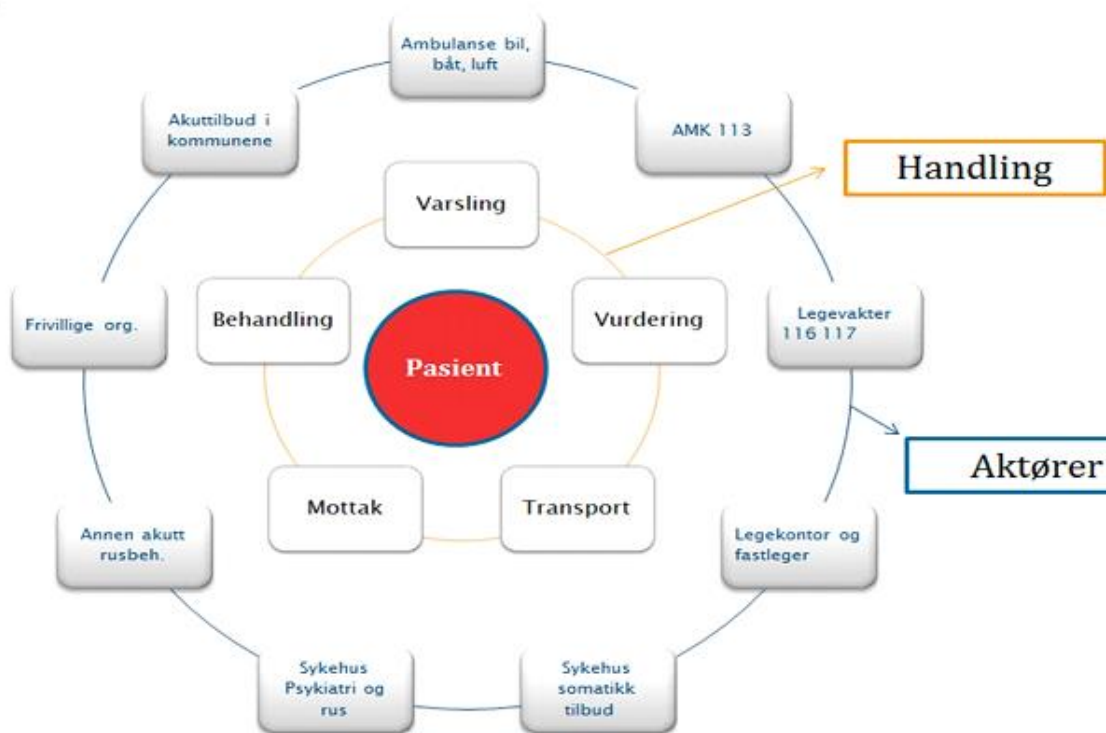 Ambulanse bil,
båt, luft
Akuttilbud i
kommunene
AMK 113
Handling
Varsling
Frivillige org.
Behandling
Vurdering
Legevakter
116 117
Pasient
Aktører
Mottak
Transport
Annen akutt
rusbeh.
Legekontor og
fastleger
Sykehus
Psykiatri og
rus
Sykehus
somatikk
tilbud